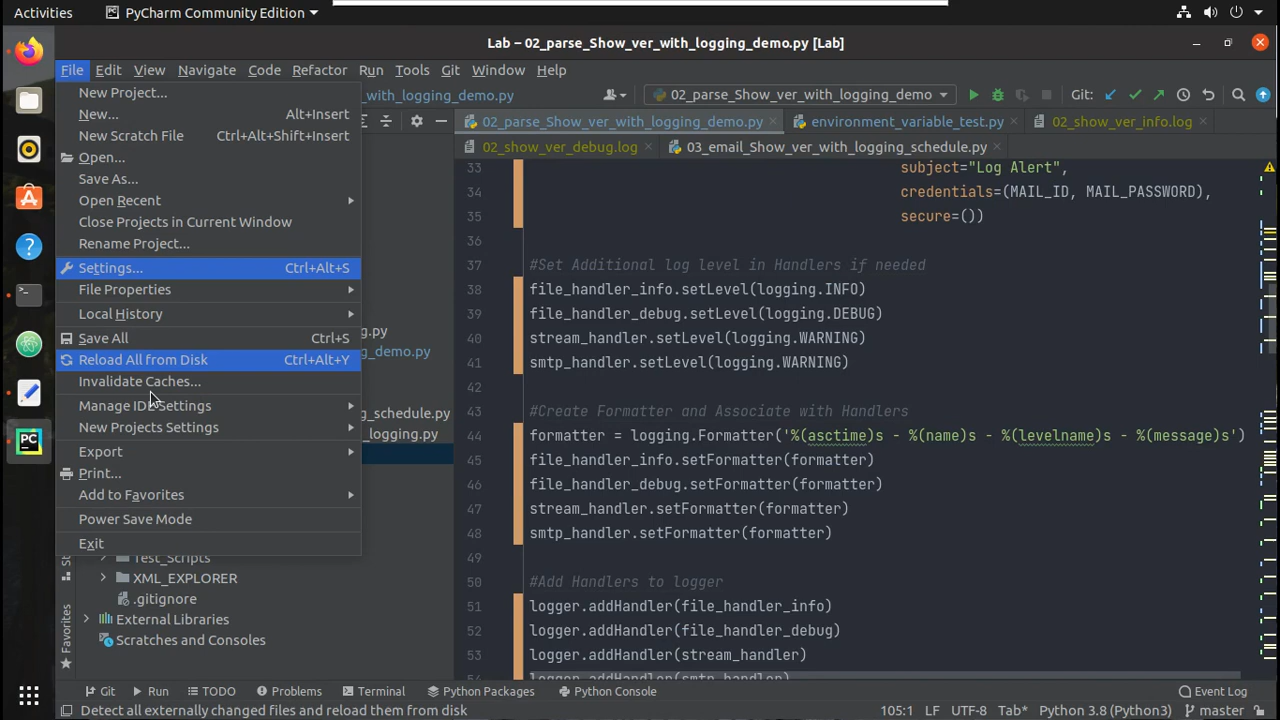 Activities
PyCharm Community Edition
Lab – 02_parse_Show_ver_with_logging_demo.py [Lab]
File Edit View Navigate Code Refactor Run Tools Git Window Help
with_logging_demo.py
02_parse_Show_ver_with_logging_demo
Git:
02_parse_Show_ver_with_logging_demo.py
environment_variable_test.py
02_show_ver_info.log
02_show_ver_debug.log
03_email_Show_ver_with_logging_schedule.py
New Project...
New... Alt+Insert
New Scratch File Ctrl+Alt+Shift+Insert
Open...
Save As...
Open Recent
Close Projects in Current Window
Rename Project...
Settings... Ctrl+Alt+S
File Properties
Local History
Save All Ctrl+S
Reload All from Disk Ctrl+Alt+Y
Invalidate Caches...
Manage IDE Settings
New Projects Settings
Export
Print...
Add to Favorites
Power Save Mode
Exit
g.py
g_demo.py
g_schedule.py
_logging.py
Test_Scripts
XML_EXPLORER
.gitignore
External Libraries
Scratches and Consoles
Favorites
33 subject="Log Alert",
34 credentials=(MAIL_ID, MAIL_PASSWORD),
35 secure=())
36
37 #Set Additional log level in Handlers if needed
38 file_handler_info.setLevel(logging.INFO)
39 file_handler_debug.setLevel(logging.DEBUG)
40 stream_handler.setLevel(logging.WARNING)
41 smtp_handler.setLevel(logging.WARNING)
42
43 #Create Formatter and Associate with Handlers
44 formatter = logging.Formatter('%(asctime)s - %(name)s - %(levelname)s - %(message)s')
45 file_handler_info.setFormatter(formatter)
46 file_handler_debug.setFormatter(formatter)
47 stream_handler.setFormatter(formatter)
48 smtp_handler.setFormatter(formatter)
49
50 #Add Handlers to logger
51 logger.addHandler(file_handler_info)
52 logger.addHandler(file_handler_debug)
53 logger.addHandler(stream_handler)
54 logger.addHandler(smtp_handler)
Git Run TODO Problems Terminal Python Packages Python Console Event Log
Detect all externally changed files and reload them from disk 105:1 LF UTF-8 Tab* Python 3.8 (Python3) master